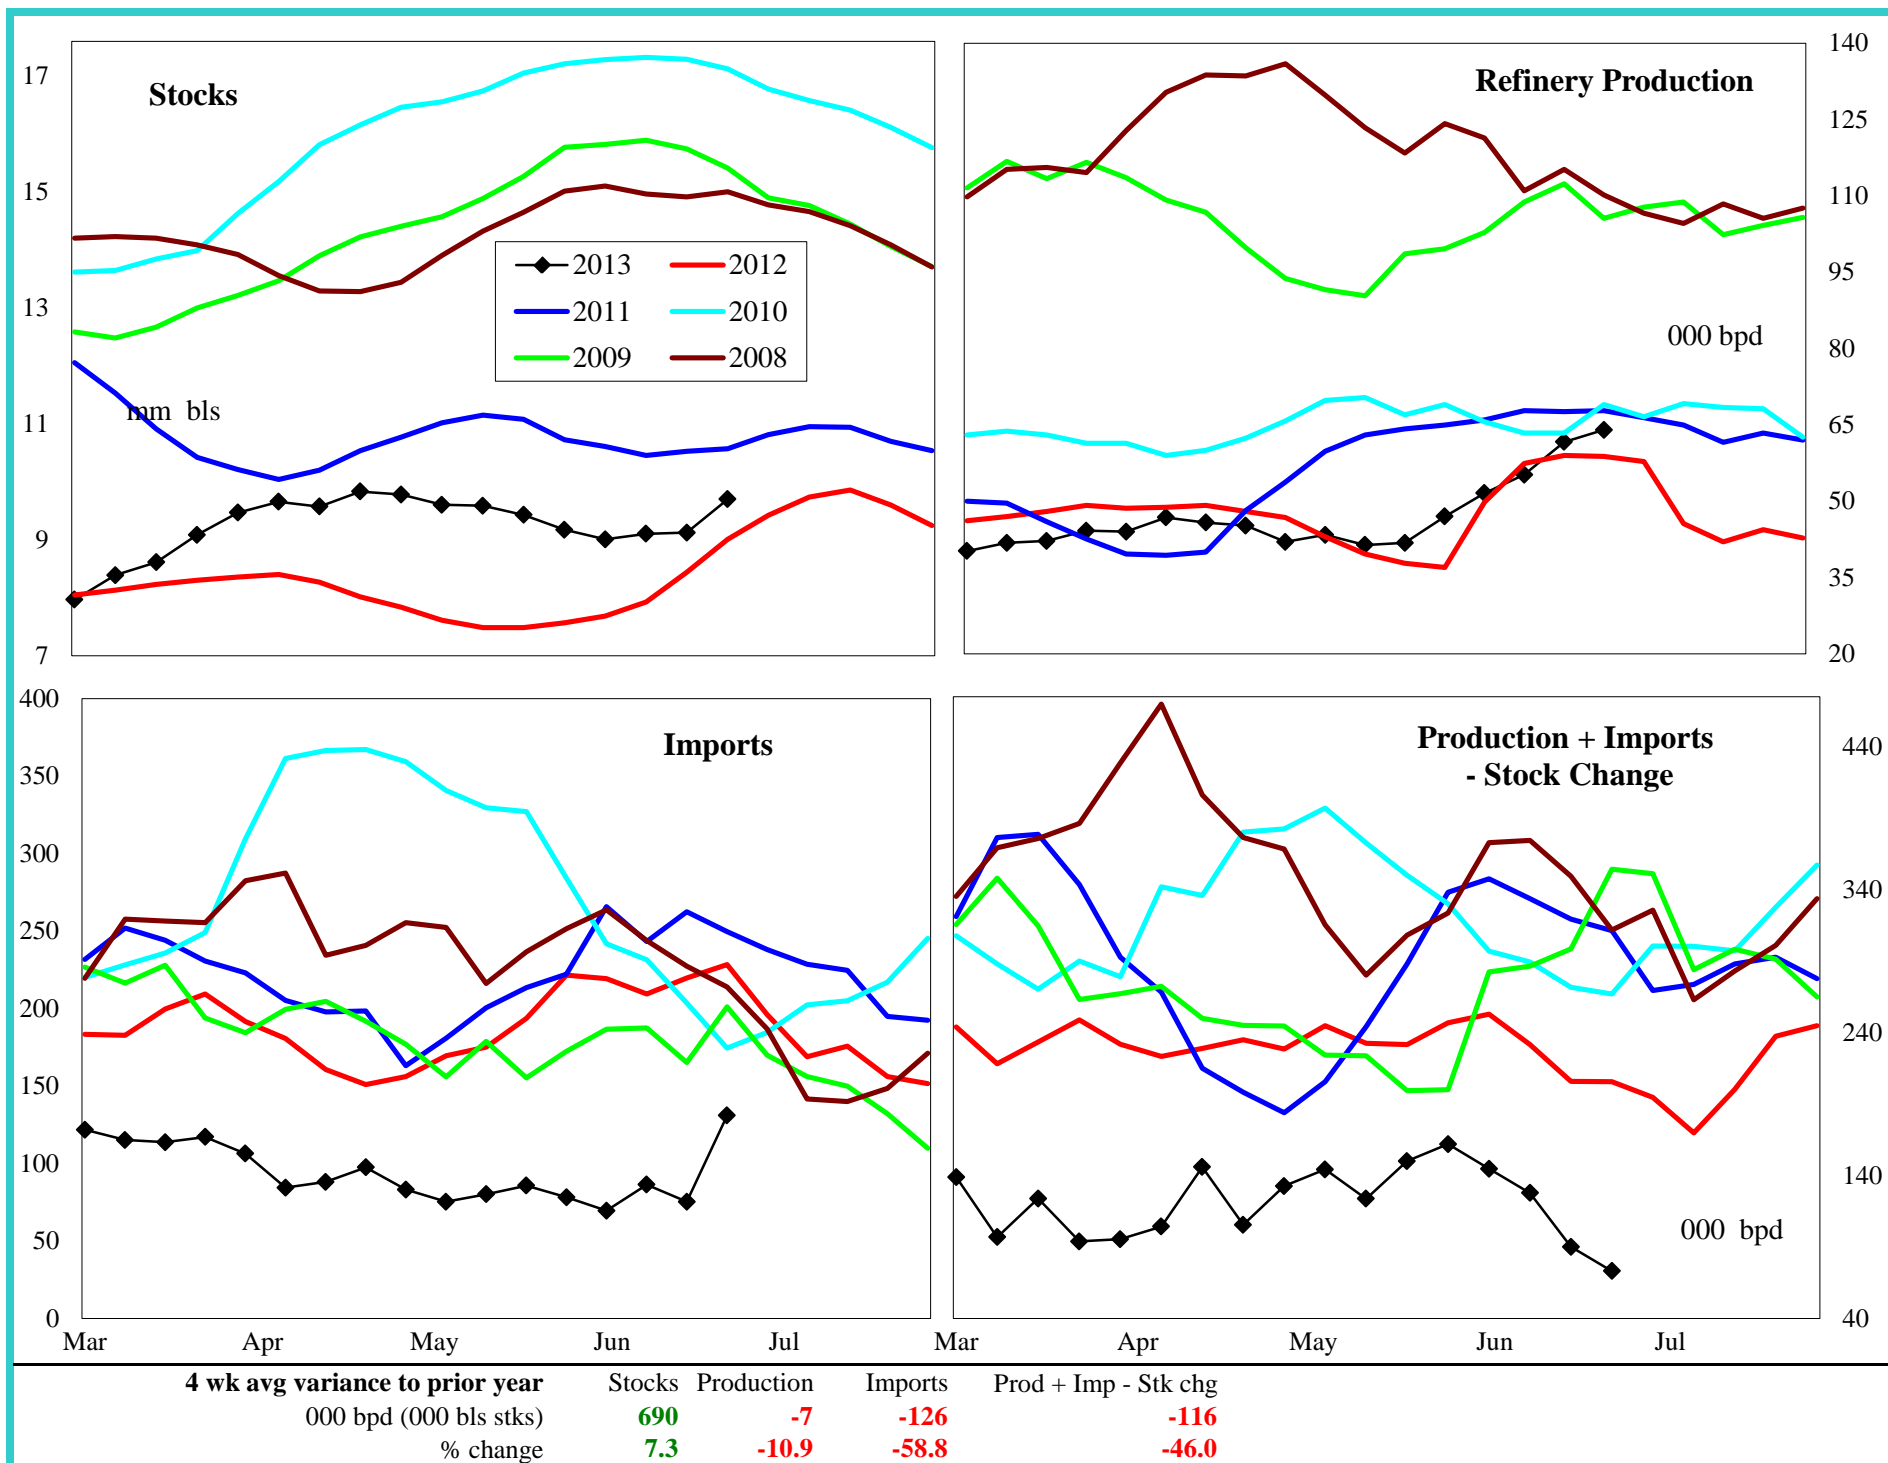 Stocks
17
15
13
11
9
7
mm bls
2013
2012
2011
2010
2009
2008
Refinery Production
140
125
110
95
80
65
50
35
20
000 bpd
Imports
400
350
300
250
200
150
100
50
0
Mar Apr May Jun Jul
Production + Imports
- Stock Change
440
340
240
140
40
000 bpd
Mar Apr May Jun Jul
4 wk avg variance to prior year Stocks Production Imports Prod + Imp - Stk chg
000 bpd (000 bls stks) 690 -7 -126 -116
% change 7.3 -10.9 -58.8 -46.0